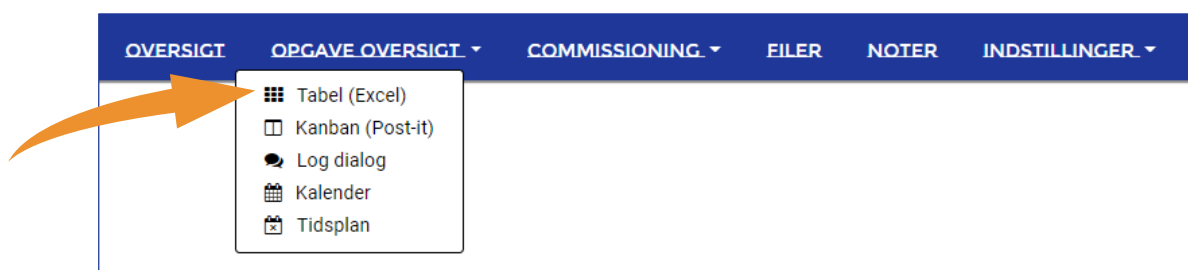 OVERSIGT OPGAVE OVERSIGT COMMISSIONING FILER NOTER INDSTILLINGER
Tabel (Excel)
Kanban (Post-it)
Log dialog
Kalender
Tidsplan